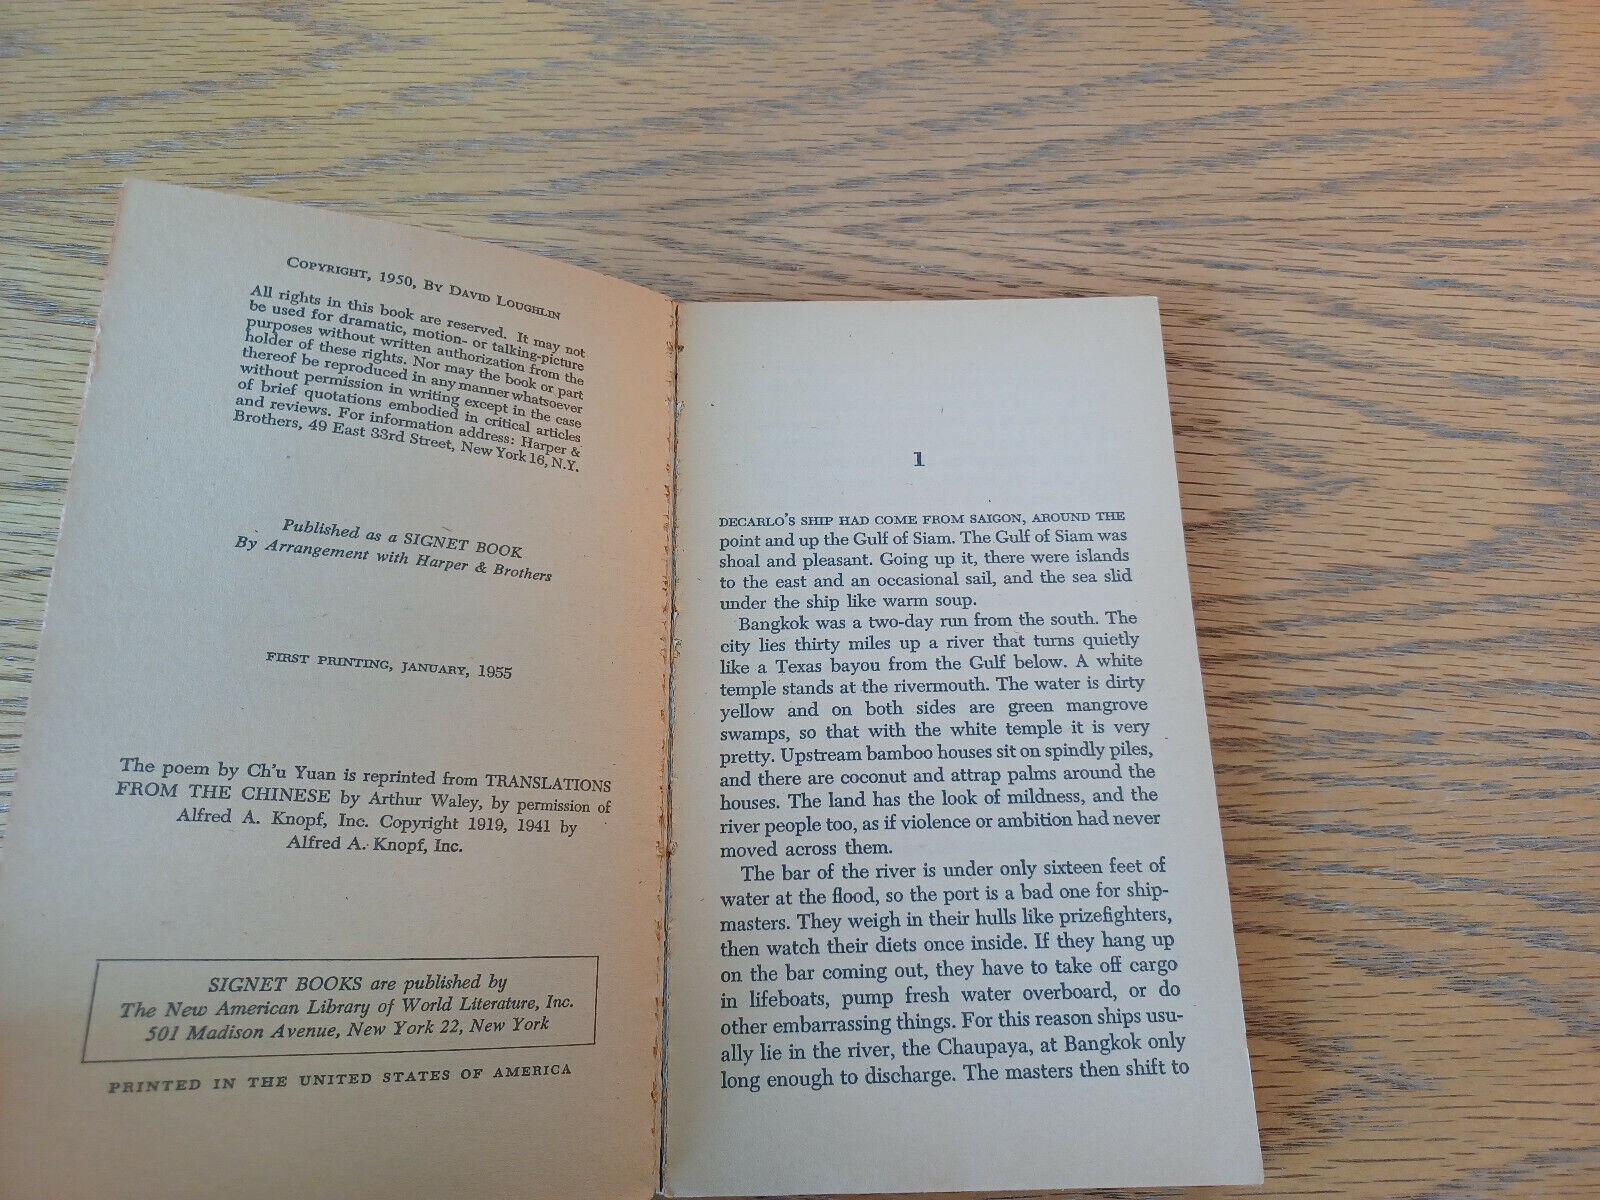 COPYRIGHT, 1950, BY DAVID LOUGHLIN
All rights in this book are reserved. It may not
be used for dramatic, motion- or talking-picture
purposes without written authorization from the
holder of these rights. Nor may the book or part
thereof be reproduced in any manner whatsoever
without permission in writing except in the case
of brief quotations embodied in critical articles
and reviews. For information address: Harper &
Brothers, 49 East 33rd Street, New York 16, N.Y.
Published as a SIGNET BOOK
By Arrangement with Harper & Brothers
FIRST PRINTING, JANUARY, 1955
The poem by Ch'u Yuan is reprinted from TRANSLATIONS
FROM THE CHINESE by Arthur Waley, by permission of
Alfred A. Knopf, Inc. Copyright 1919, 1941 by
Alfred A. Knopf, Inc.
SIGNET BOOKS are published by
The New American Library of World Literature, Inc.
501 Madison Avenue, New York 22, New York
PRINTED IN THE UNITED STATES OF AMERICA
1
DECARLO'S SHIP HAD COME FROM SAIGON, AROUND THE
point and up the Gulf of Siam. The Gulf of Siam was
shoal and pleasant. Going up it, there were islands
to the east and an occasional sail, and the sea slid
under the ship like warm soup.
Bangkok was a two-day run from the south. The
city lies thirty miles up a river that turns quietly
like a Texas bayou from the Gulf below. A white
temple stands at the rivermouth. The water is dirty
yellow and on both sides are green mangrove
swamps, so that with the white temple it is very
pretty. Upstream bamboo houses sit on spindly piles,
and there are coconut and attrap palms around the
houses. The land has the look of mildness, and the
river people too, as if violence or ambition had never
moved across them.
The bar of the river is under only sixteen feet of
water at the flood, so the port is a bad one for ship-
masters. They weigh in their hulls like prizefighters,
then watch their diets once inside. If they hang up
on the bar coming out, they have to take off cargo
in lifeboats, pump fresh water overboard, or do
other embarrassing things. For this reason ships usu-
ally lie in the river, the Chaupaya, at Bangkok only
long enough to discharge. The masters then shift to